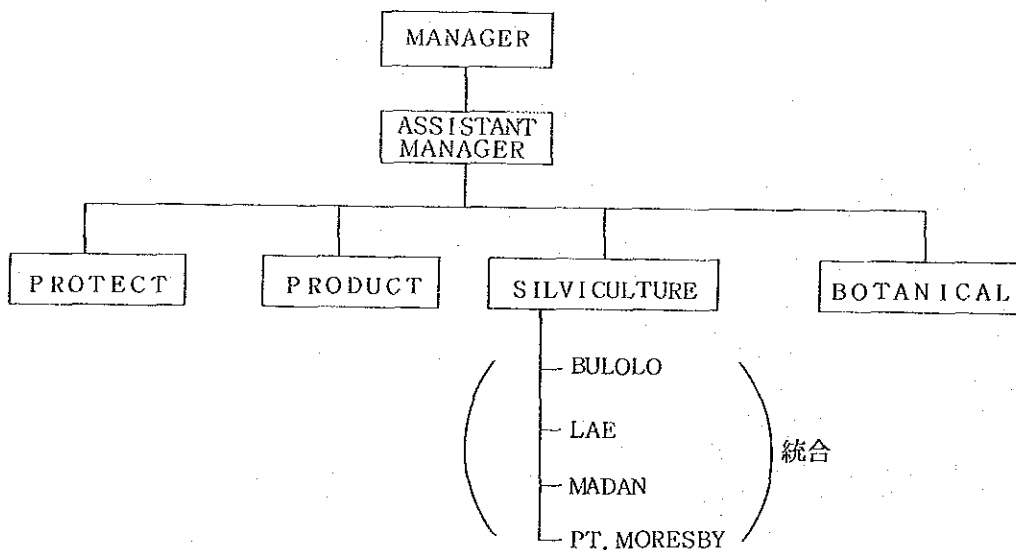 MANAGER
ASSISTANT
MANAGER
PROTECT
PRODUCT
SILVICULTURE
BOTANICAL
BULOLO
LAE
MADAN
PT. MORESBY
統合